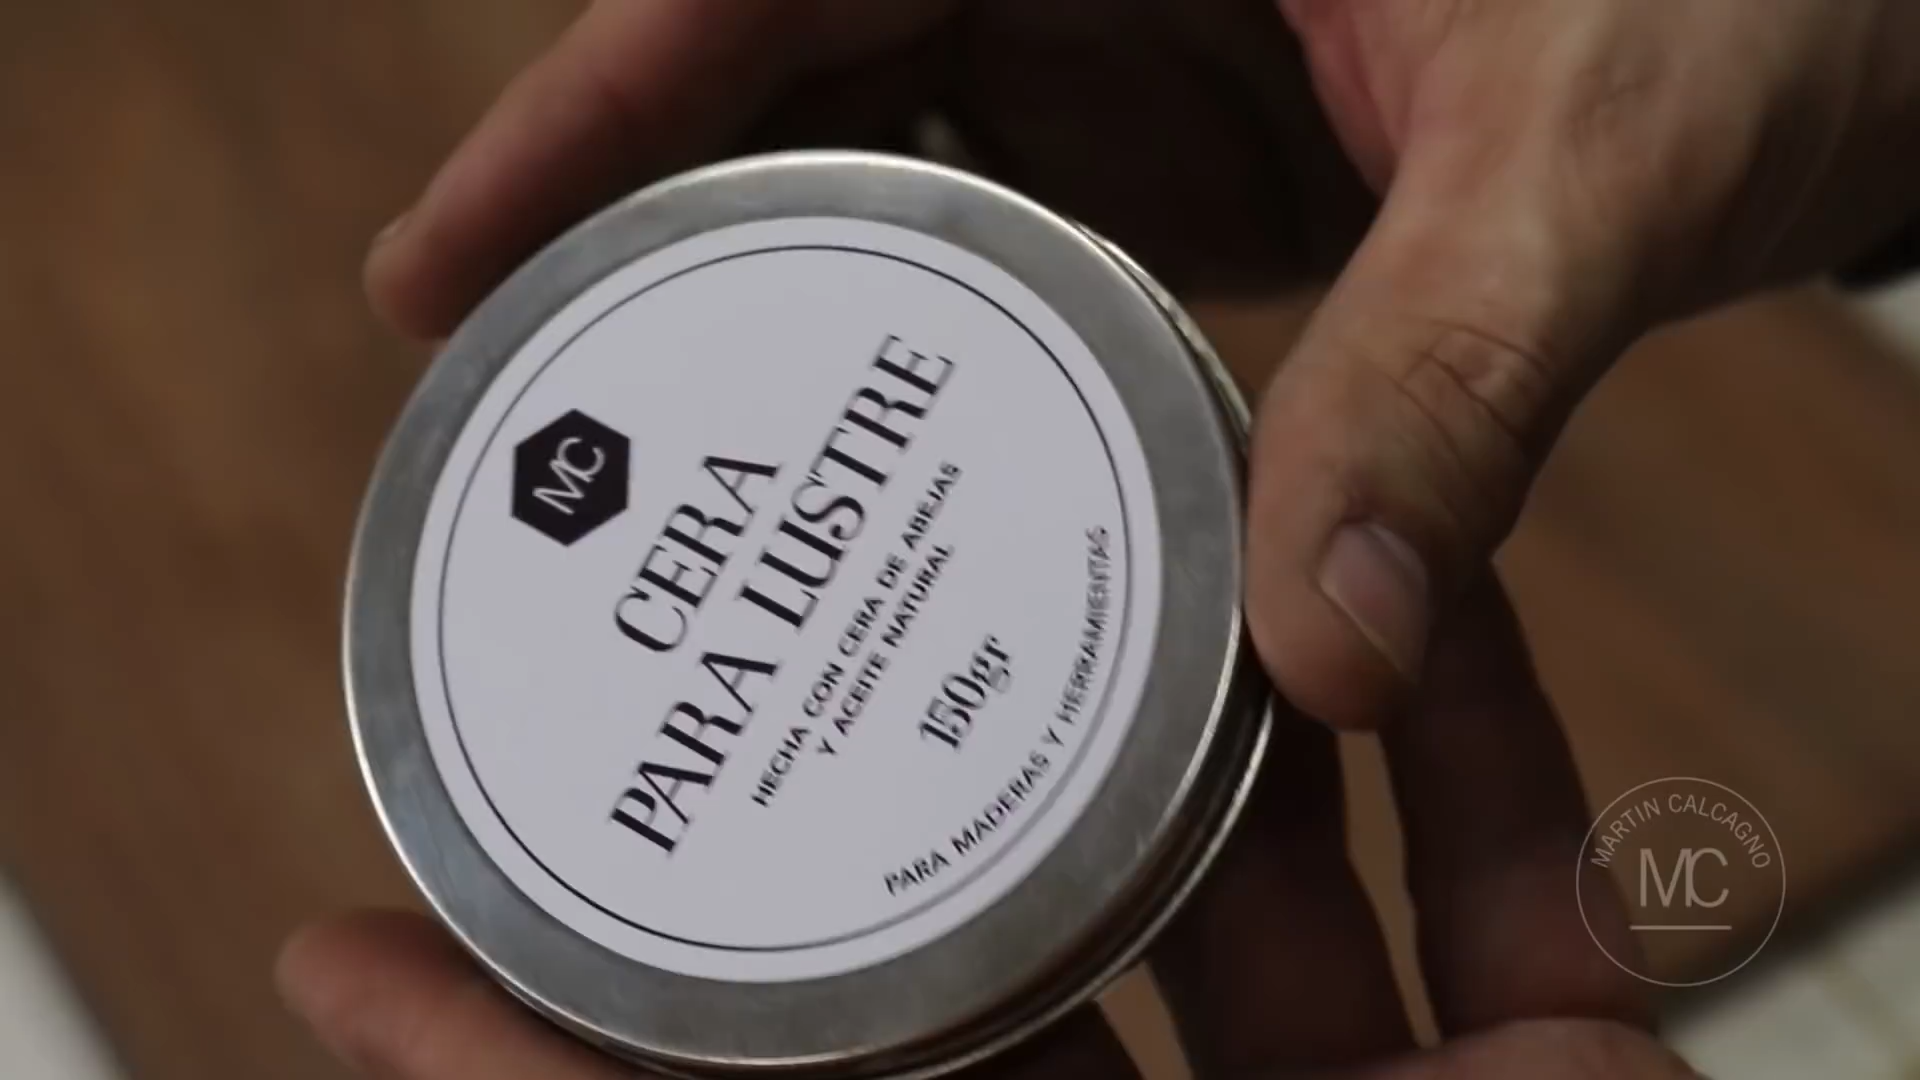 MC
CERA
PARA LUSTRE
HECHA CON CERA DE ABEJAS
Y ACEITE NATURAL
150gr
PARA MADERAS Y HERRAMIENTAS
MARTIN CALCAGNO
MC